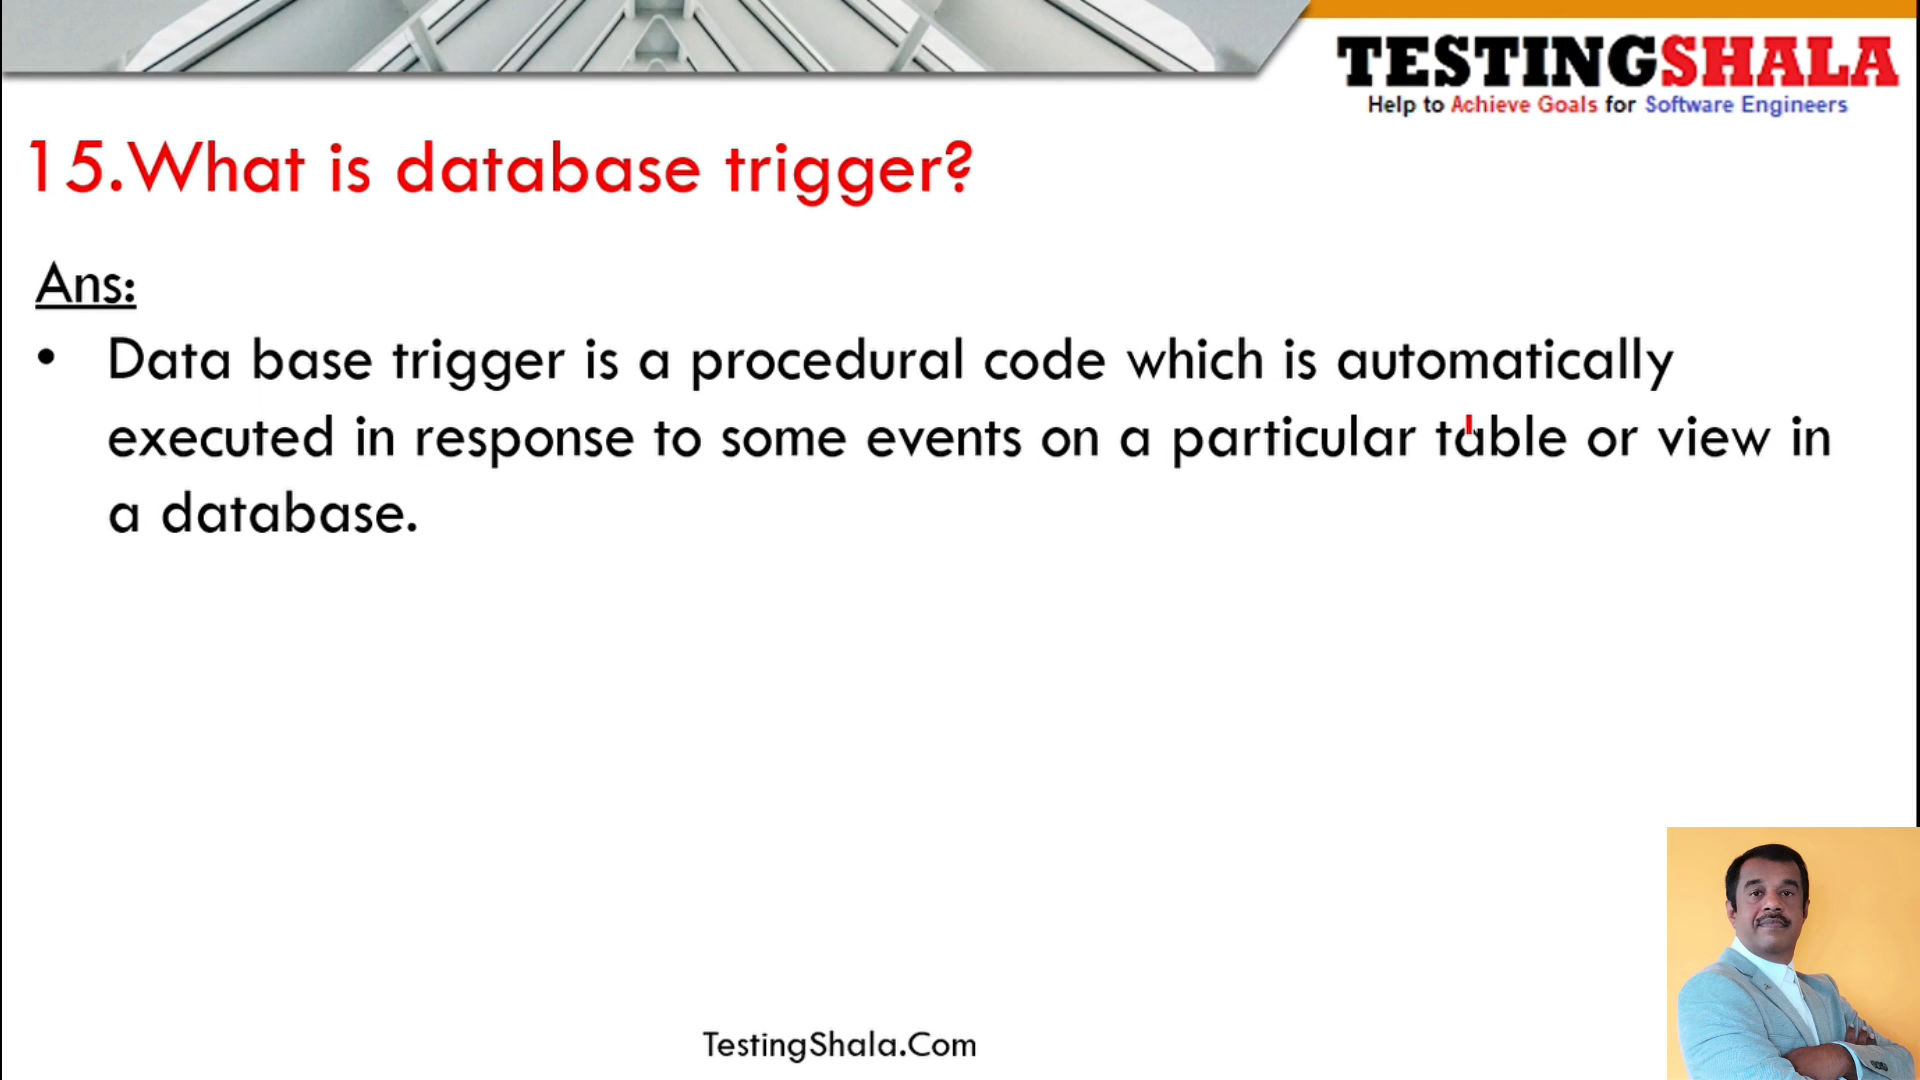 TESTINGSHALA
Help to Achieve Goals for Software Engineers
15.What is database trigger?
Ans:
• Data base trigger is a procedural code which is automatically
executed in response to some events on a particular table or view in
a database.
TestingShala.Com